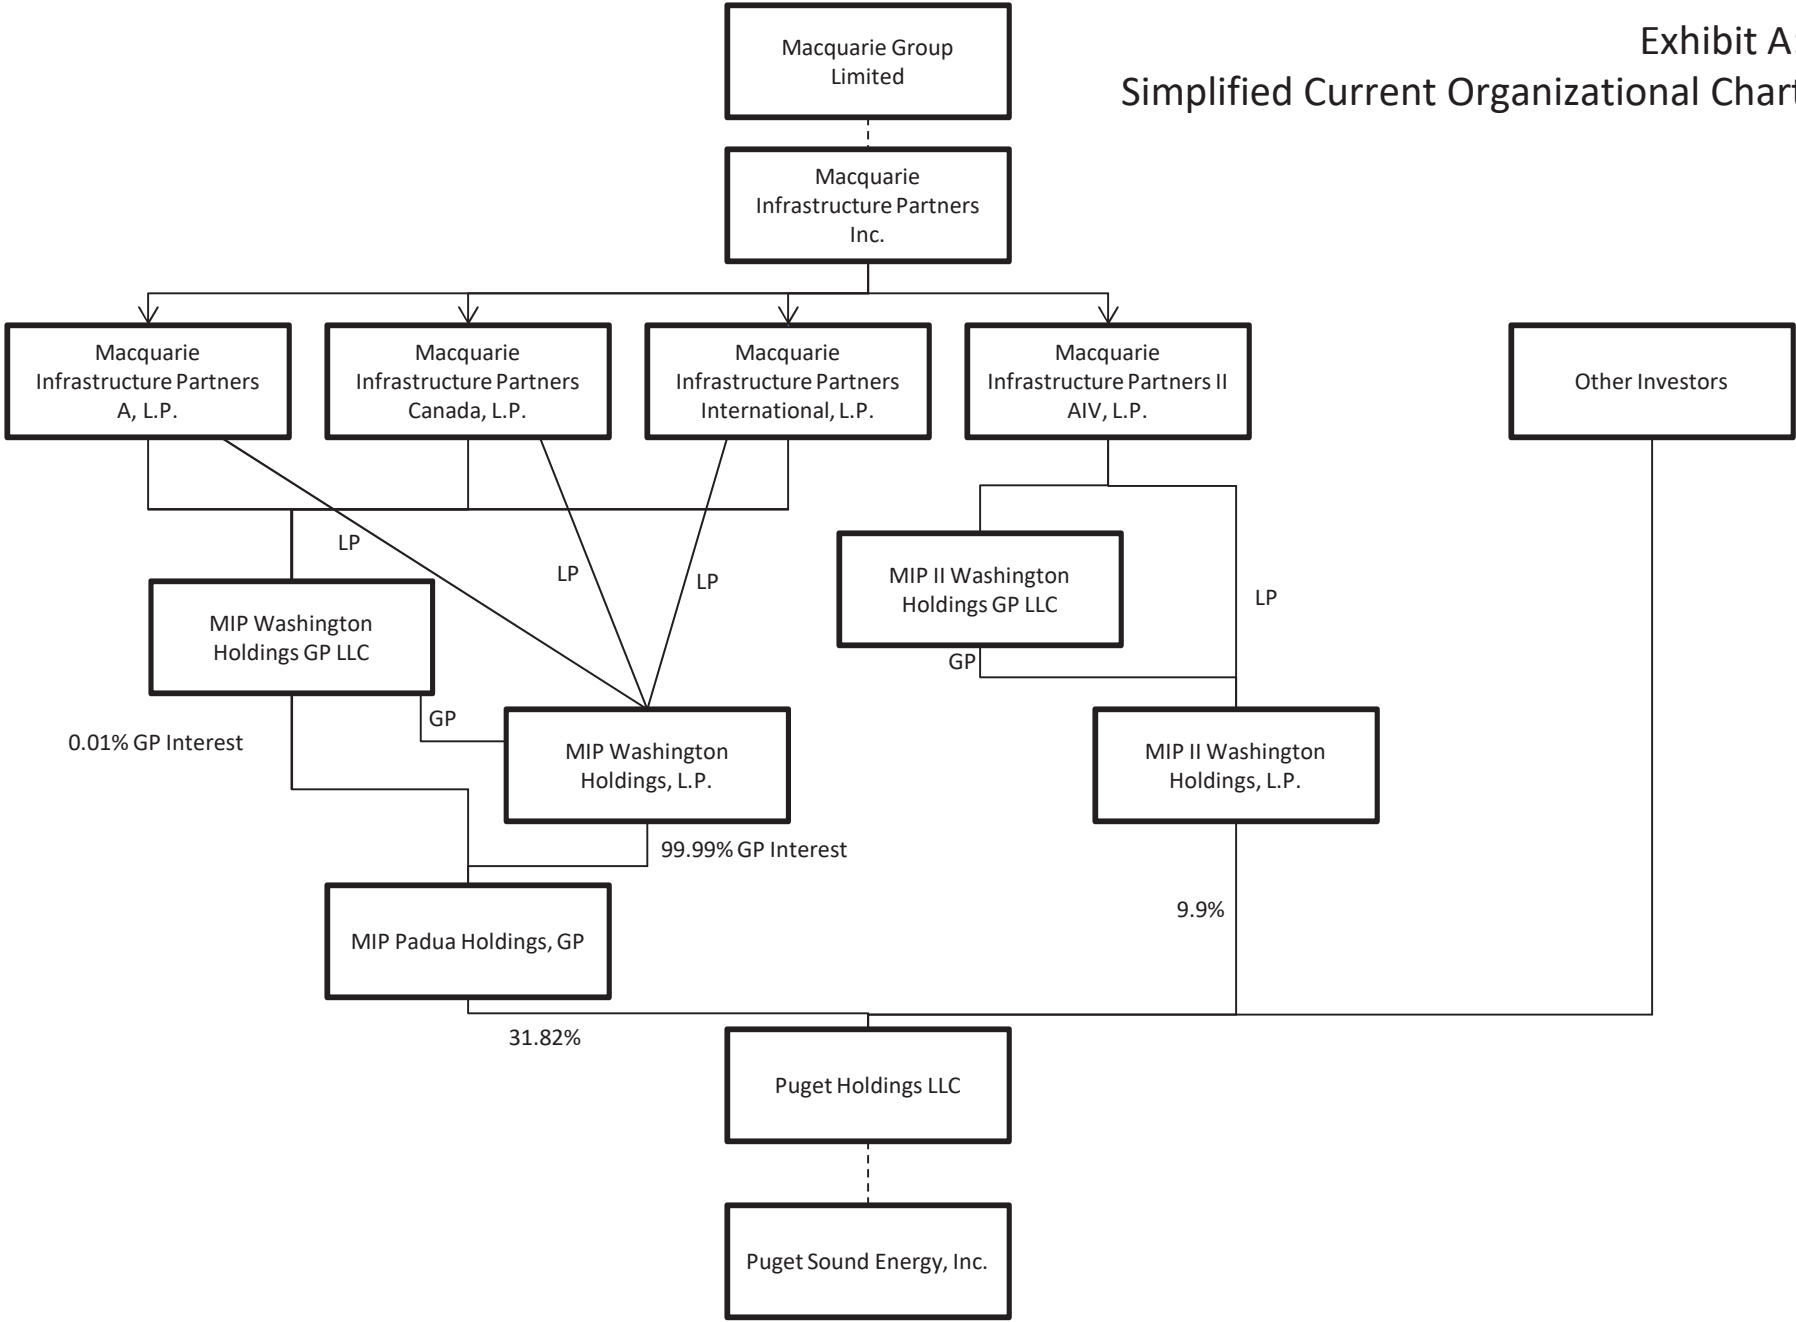 Exhibit A:
Simplified Current Organizational Chart
Macquarie Group
Limited
Macquarie
Infrastructure Partners
Inc.
Macquarie
Infrastructure Partners
A, L.P.
Macquarie
Infrastructure Partners
Canada, L.P.
Macquarie
Infrastructure Partners
International, L.P.
Macquarie
Infrastructure Partners II
AIV, L.P.
Other Investors
LP
LP
LP
LP
MIP II Washington
Holdings GP LLC
GP
MIP Washington
Holdings GP LLC
GP
0.01% GP Interest
MIP Washington
Holdings, L.P.
MIP II Washington
Holdings, L.P.
99.99% GP Interest
9.9%
MIP Padua Holdings, GP
31.82%
Puget Holdings LLC
Puget Sound Energy, Inc.